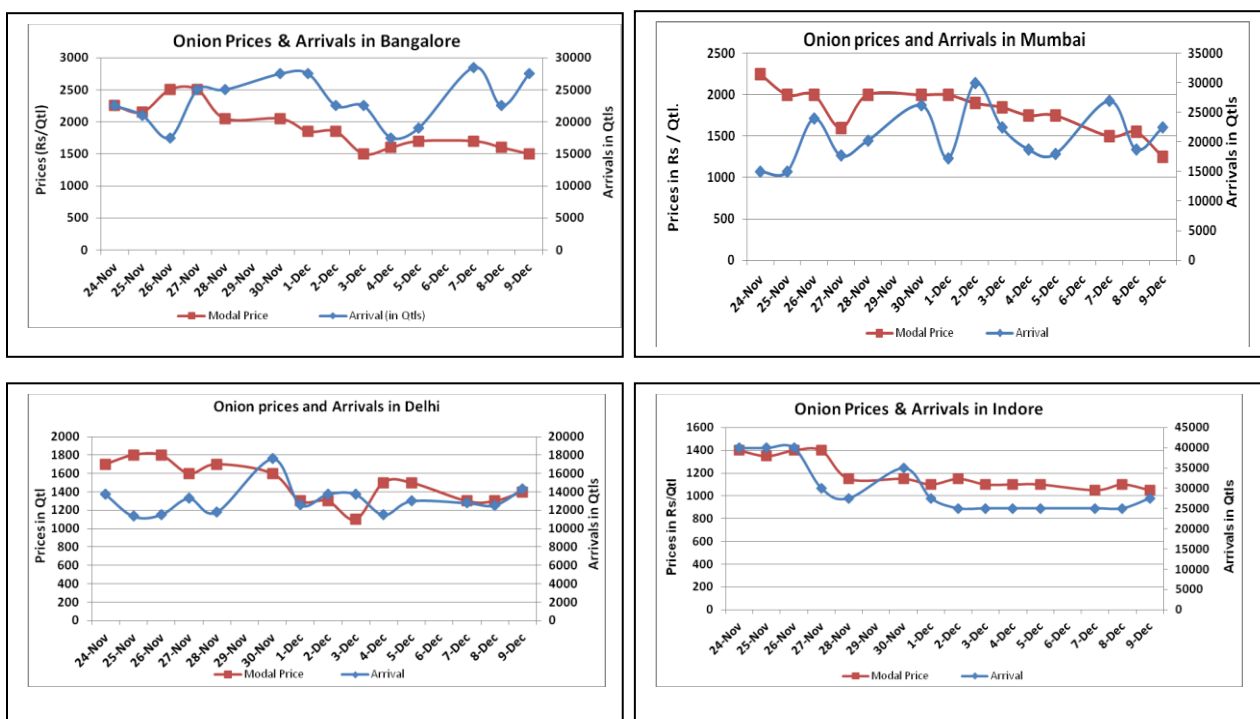 Onion Prices & Arrivals in Bangalore
Prices (Rs/Qtl)
3000
2500
2000
1500
1000
500
0
30000
25000
20000
15000
10000
5000
0
Arrivals in Qtls
24-Nov
25-Nov
26-Nov
27-Nov
28-Nov
29-Nov
30-Nov
1-Dec
2-Dec
3-Dec
4-Dec
5-Dec
6-Dec
7-Dec
8-Dec
9-Dec
Modal Price
Arrival (in Qtls)
Onion prices and Arrivals in Mumbai
Prices in Rs / Qtl.
2500
2000
1500
1000
500
0
35000
30000
25000
20000
15000
10000
5000
0
Arrivals in Qtls
24-Nov
25-Nov
26-Nov
27-Nov
28-Nov
29-Nov
30-Nov
1-Dec
2-Dec
3-Dec
4-Dec
5-Dec
6-Dec
7-Dec
8-Dec
9-Dec
Modal Price
Arrival
Onion prices and Arrivals in Delhi
Prices in Qtl
2000
1800
1600
1400
1200
1000
800
600
400
200
0
20000
18000
16000
14000
12000
10000
8000
6000
4000
2000
0
Arrivals in Qtls
24-Nov
25-Nov
26-Nov
27-Nov
28-Nov
29-Nov
30-Nov
1-Dec
2-Dec
3-Dec
4-Dec
5-Dec
6-Dec
7-Dec
8-Dec
9-Dec
Modal Price
Arrival
Onion Prices & Arrivals in Indore
Prices in Rs/Qtl
1600
1400
1200
1000
800
600
400
200
0
45000
40000
35000
30000
25000
20000
15000
10000
5000
0
Arrivals in Qtls
24-Nov
25-Nov
26-Nov
27-Nov
28-Nov
29-Nov
30-Nov
1-Dec
2-Dec
3-Dec
4-Dec
5-Dec
6-Dec
7-Dec
8-Dec
9-Dec
Modal Price
Arrival